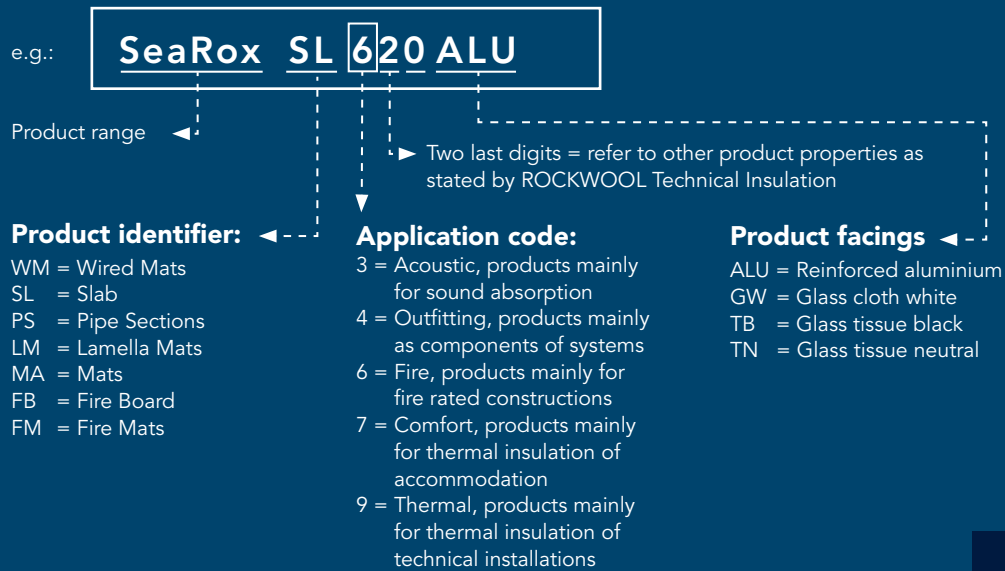 e.g.:
SeaRox SL 620 ALU
Product range
Two last digits = refer to other product properties as
stated by ROCKWOOL Technical Insulation
Product identifier:
WM = Wired Mats
SL = Slab
PS = Pipe Sections
LM = Lamella Mats
MA = Mats
FB = Fire Board
FM = Fire Mats
Application code:
3 = Acoustic, products mainly
for sound absorption
4 = Outfitting, products mainly
as components of systems
6 = Fire, products mainly for
fire rated constructions
7 = Comfort, products mainly
for thermal insulation of
accommodation
9 = Thermal, products mainly
for thermal insulation of
technical installations
Product facings
ALU = Reinforced aluminium
GW = Glass cloth white
TB = Glass tissue black
TN = Glass tissue neutral